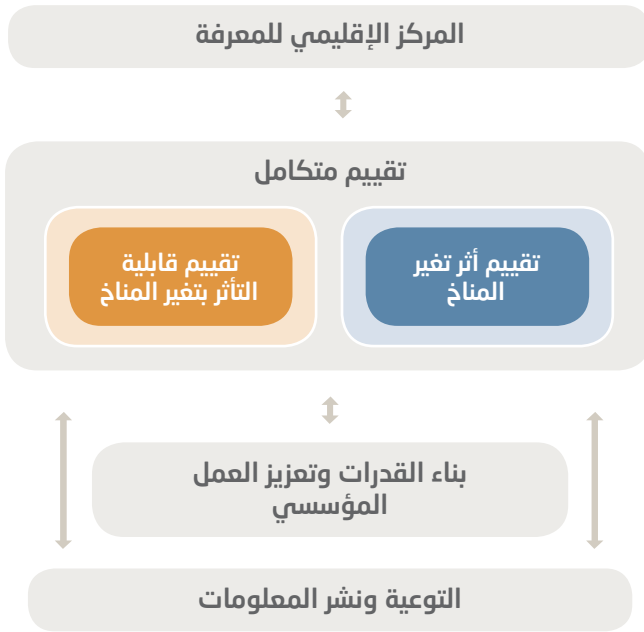 المركز الإقليمي للمعرفة
تقييم متكامل
تقييم أثر تغير
المناخ
تقييم قابلية
التأثر بتغير المناخ
بناء القدرات وتعزيز العمل
المؤسسي
التوعية ونشر المعلومات